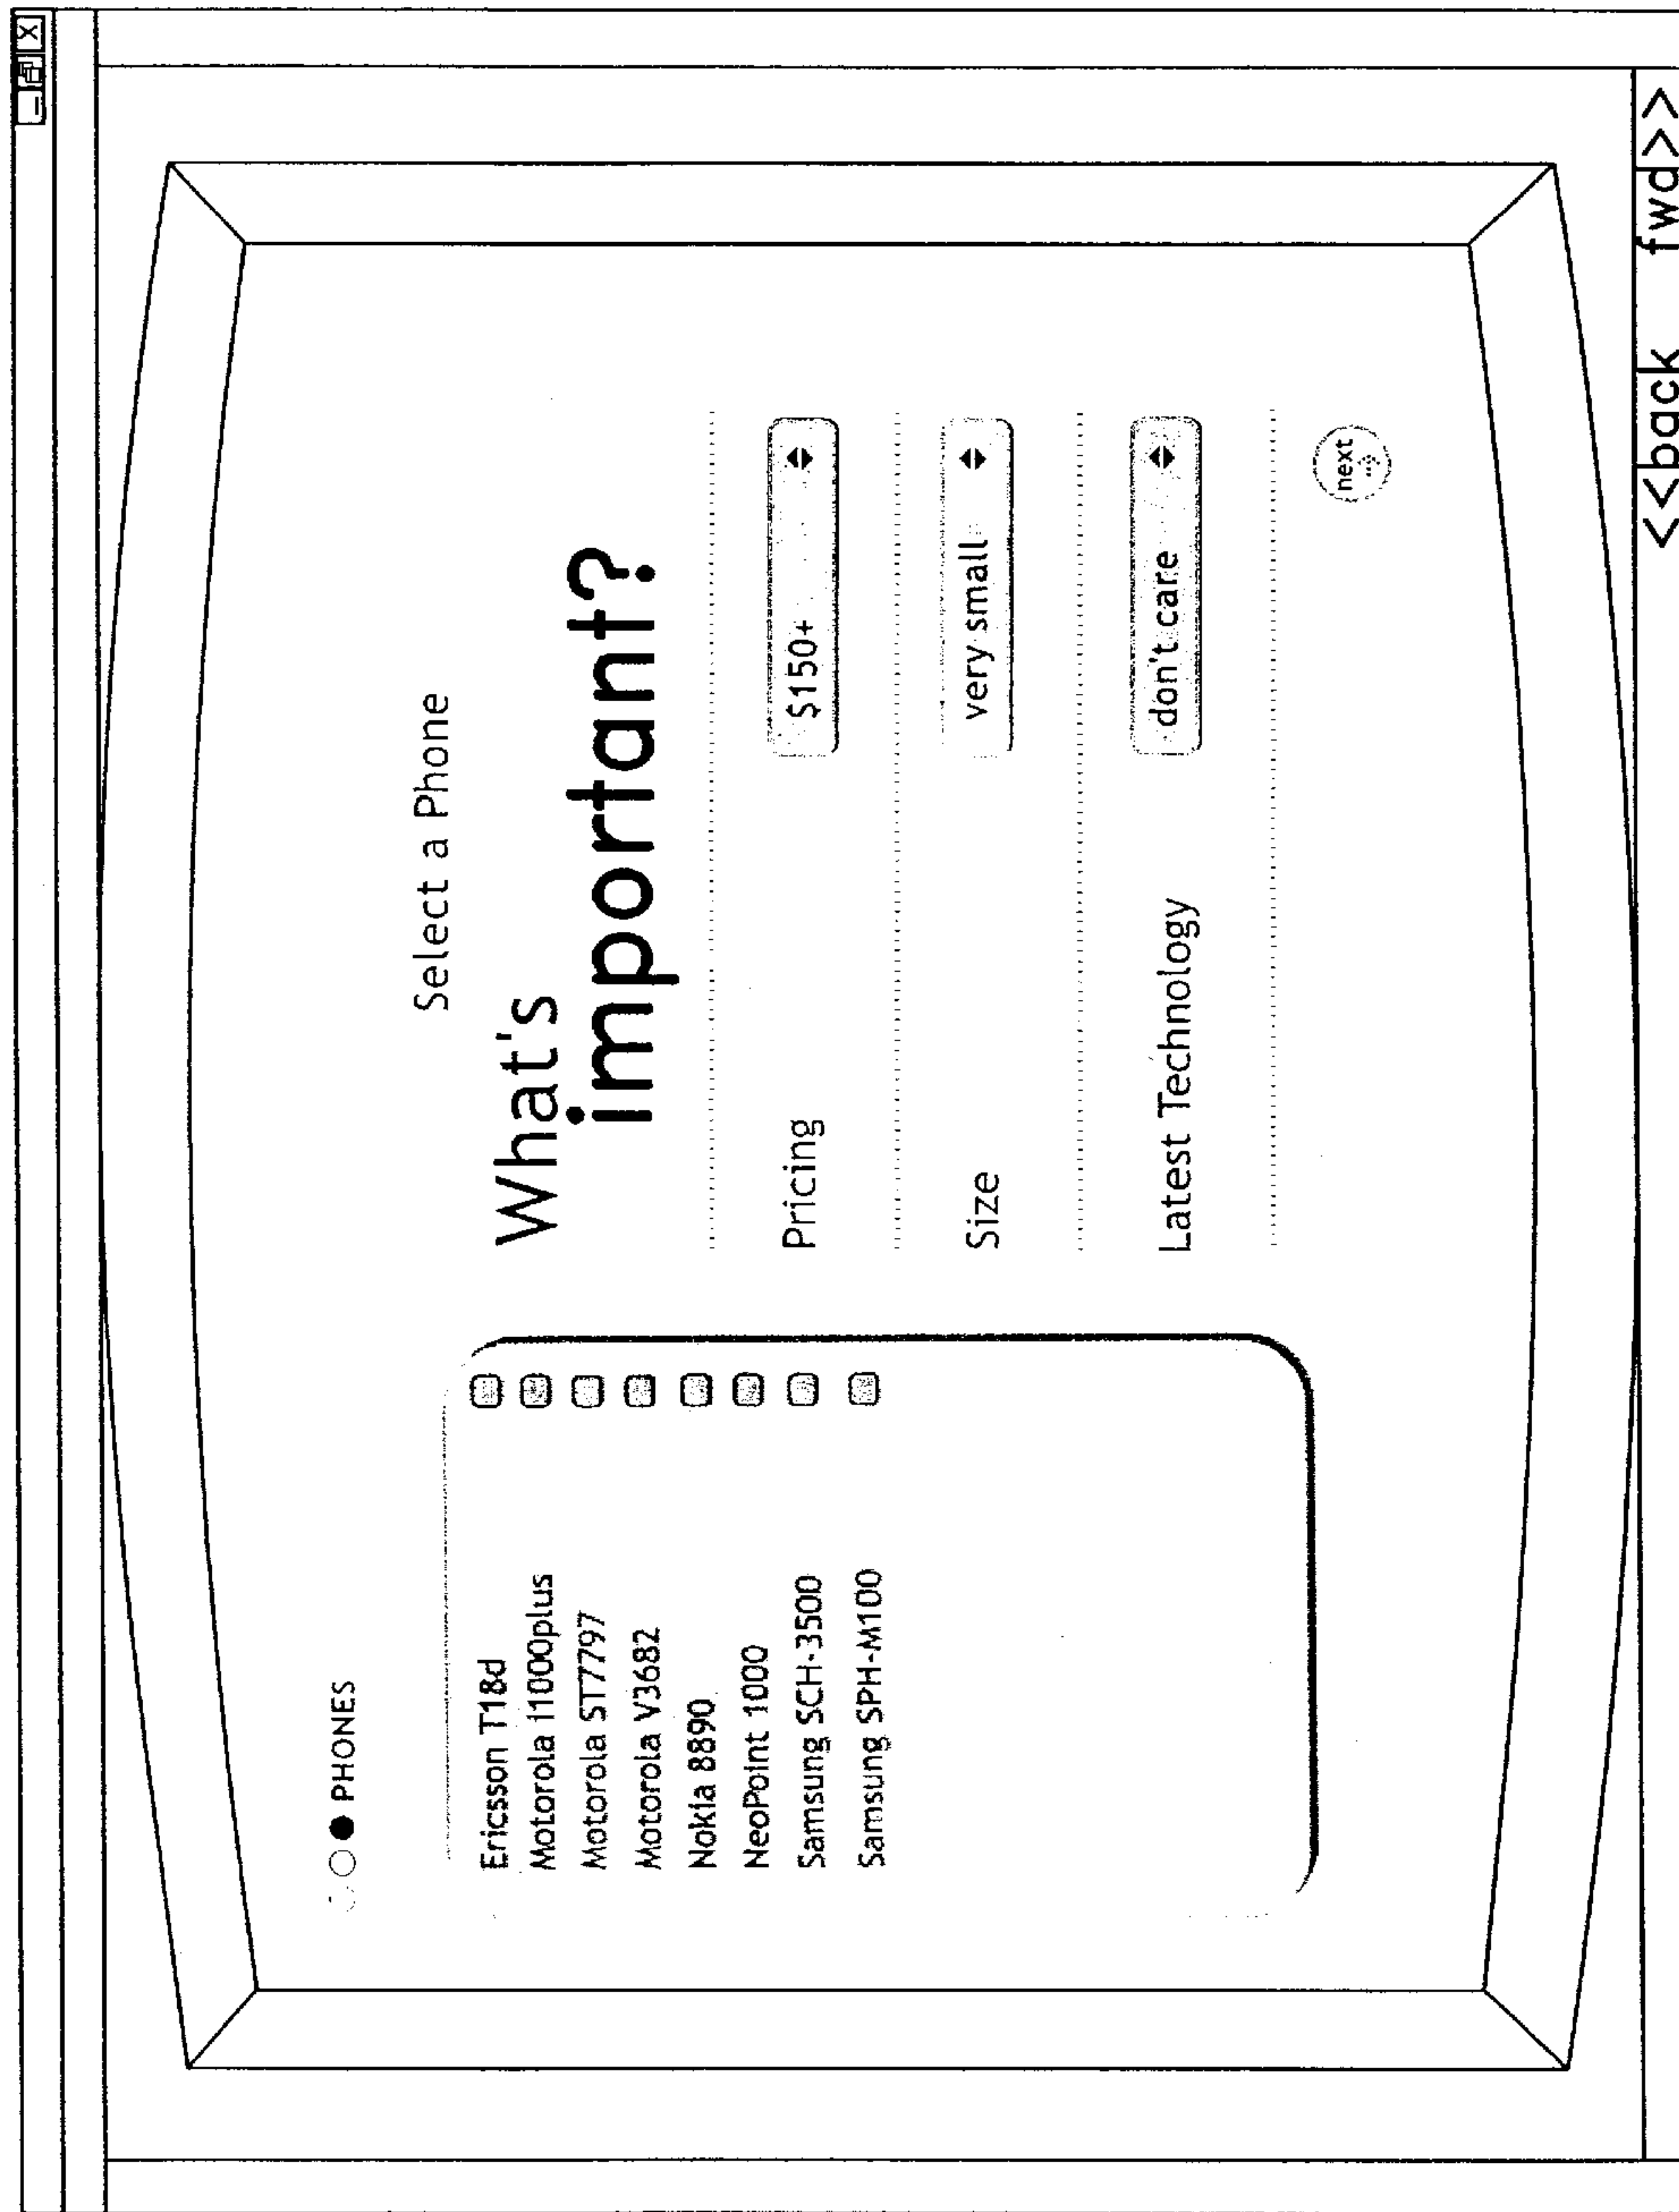 PHONES
Ericsson T18d
Motorola i1000plus
Motorola ST7797
Motorola V3682
Nokia 8890
NeoPoint 1000
Samsung SCH-3500
Samsung SPH-M100
Select a Phone
What's
important?
Pricing
$150+
Size
very small
Latest Technology
don't care
next
<<back fwd>>